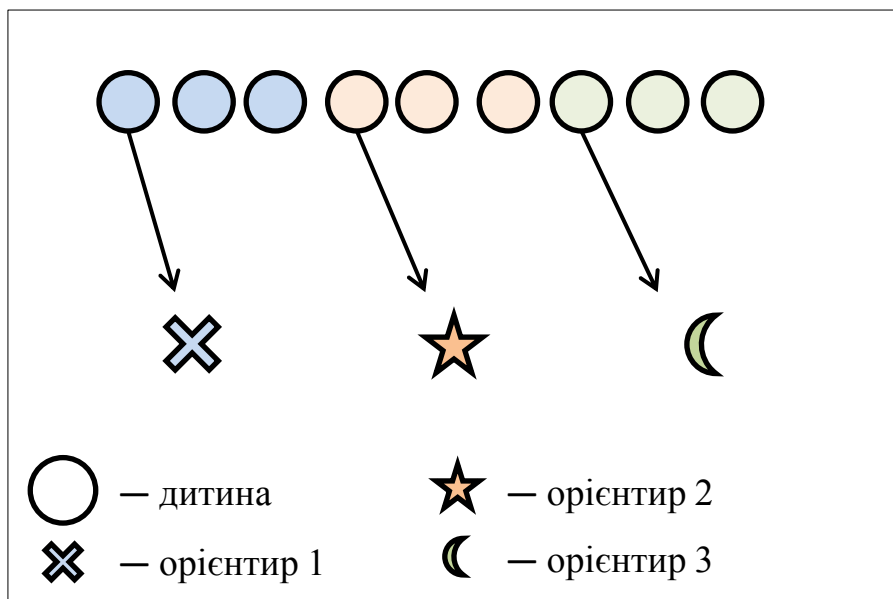 — дитина
— орієнтир 2
— орієнтир 1
— орієнтир 3